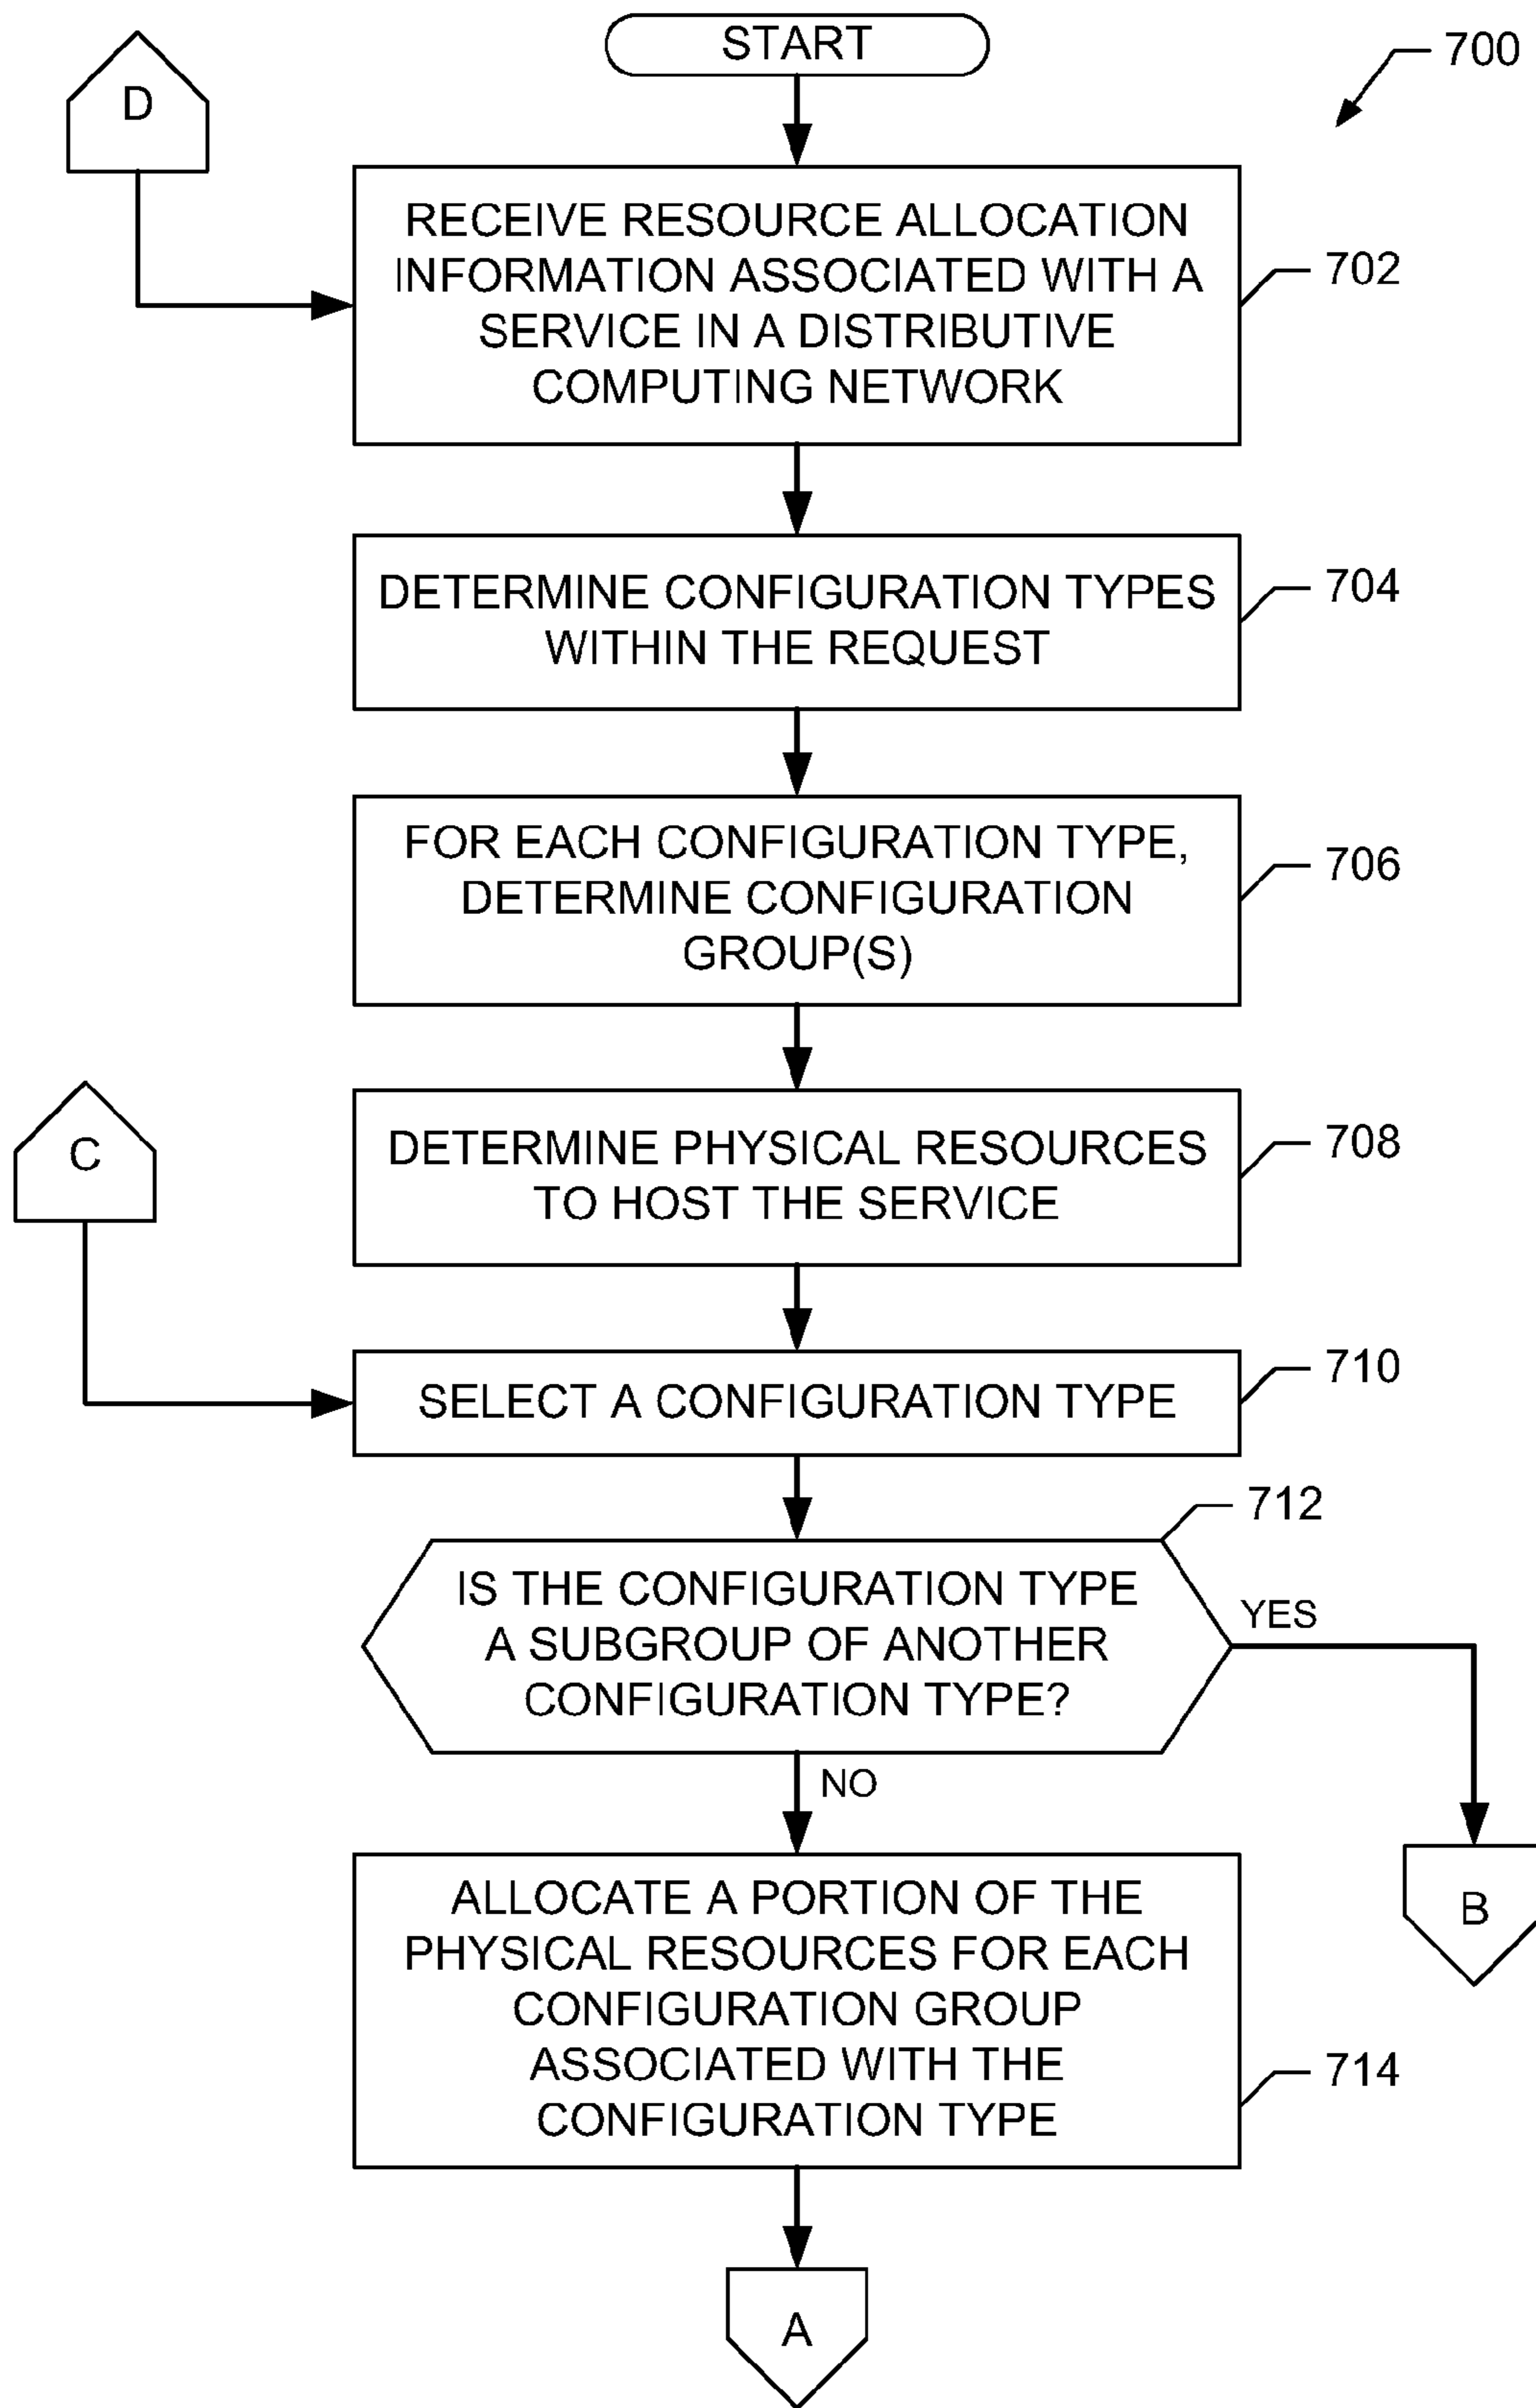 START
700
D
RECEIVE RESOURCE ALLOCATION
INFORMATION ASSOCIATED WITH A
SERVICE IN A DISTRIBUTIVE
COMPUTING NETWORK
702
DETERMINE CONFIGURATION TYPES
WITHIN THE REQUEST
704
FOR EACH CONFIGURATION TYPE,
DETERMINE CONFIGURATION
GROUP(S)
706
DETERMINE PHYSICAL RESOURCES
TO HOST THE SERVICE
708
C
SELECT A CONFIGURATION TYPE
710
712
IS THE CONFIGURATION TYPE
A SUBGROUP OF ANOTHER
CONFIGURATION TYPE?
YES
NO
B
ALLOCATE A PORTION OF THE
PHYSICAL RESOURCES FOR EACH
CONFIGURATION GROUP
ASSOCIATED WITH THE
CONFIGURATION TYPE
714
A